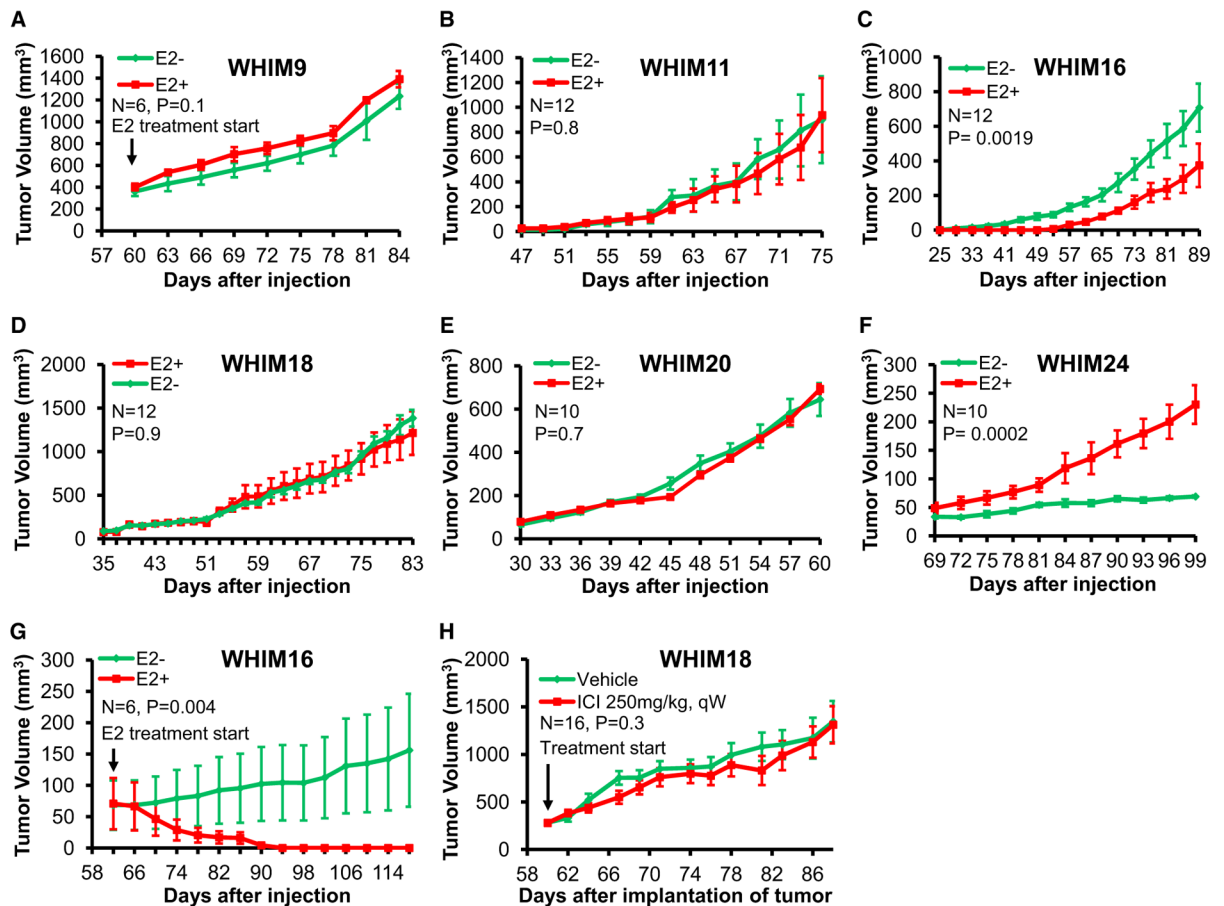 A
WHIM9
E2-
E2+
N=6, P=0.1
E2 treatment start
Tumor Volume (mm³)
1600
1400
1200
1000
800
600
400
200
0
57 60 63 66 69 72 75 78 81 84
Days after injection
B
WHIM11
E2-
E2+
N=12
P=0.8
Tumor Volume (mm³)
1400
1200
1000
800
600
400
200
0
47 51 55 59 63 67 71 75
Days after injection
C
WHIM16
E2-
E2+
N=12
P= 0.0019
Tumor Volume (mm³)
1000
800
600
400
200
0
25 33 41 49 57 65 73 81 89
Days after injection
D
WHIM18
E2+
E2-
N=12
P=0.9
Tumor Volume (mm³)
2000
1500
1000
500
0
35 43 51 59 67 75 83
Days after injection
E
WHIM20
E2-
E2+
N=10
P=0.7
Tumor Volume (mm³)
800
600
400
200
0
30 33 36 39 42 45 48 51 54 57 60
Days after injection
F
WHIM24
E2-
E2+
N=10
P= 0.0002
Tumor Volume (mm³)
300
250
200
150
100
50
0
69 72 75 78 81 84 87 90 93 96 99
Days after injection
G
WHIM16
E2-
E2+
N=6, P=0.004
E2 treatment start
Tumor Volume (mm³)
300
250
200
150
100
50
0
58 66 74 82 90 98 106 114
Days after injection
H
WHIM18
Vehicle
ICI 250mg/kg, qW
N=16, P=0.3
Treatment start
Tumor Volume (mm³)
2000
1500
1000
500
0
58 62 66 70 74 78 82 86
Days after implantation of tumor